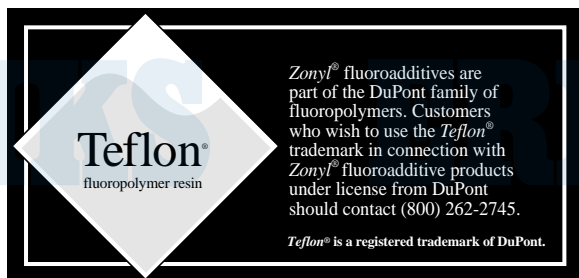 Teflon®
fluoropolymer resin
Zonyl® fluoroadditives are
part of the DuPont family of
fluoropolymers. Customers
who wish to use the Teflon®
trademark in connection with
Zonyl® fluoroadditive products
under license from DuPont
should contact (800) 262-2745.
Teflon® is a registered trademark of DuPont.